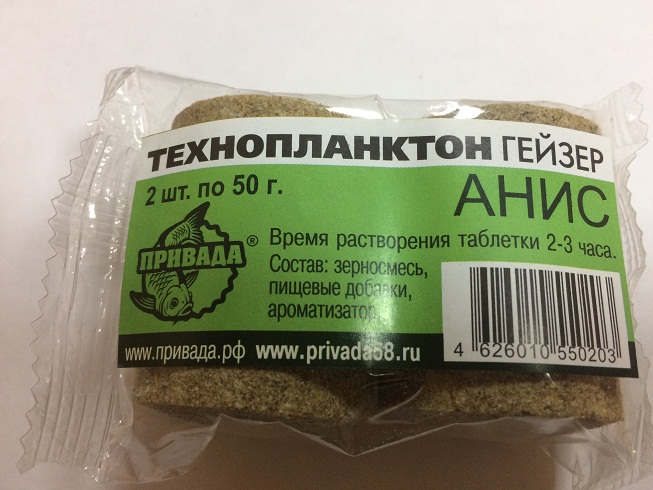 ТЕХНОПЛАНКТОН ГЕЙЗЕР
2 шт. по 50 г.
АНИС
ПРИВАДА®
Время растворения таблетки 2-3 часа.
Состав: зерносмесь,
пищевые добавки,
ароматизатор
www.привада.рф www.privada58.ru
4 626010 550203